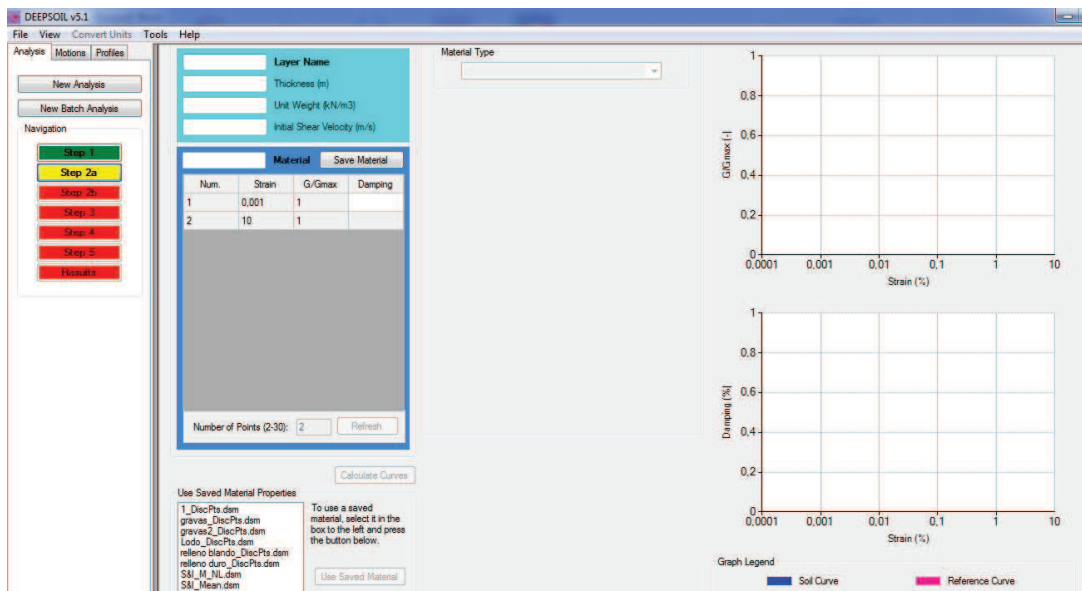 DEEPSOIL v5.1
File View Convert Units Tools Help
Analysis Motions Profiles
New Analysis
New Batch Analysis
Navigation
Step 1
Step 2a
Step 2b
Step 3
Step 4
Step 5
Results
Layer Name
Thickness (m)
Unit Weight (kN/m3)
Initial Shear Velocity (m/s)
Material Save Material
Num. Strain G/Gmax Damping
1 0,001 1
2 10 1
Number of Points (2-30): 2 Refresh
Calculate Curves
Use Saved Material Properties
1_DiscPts.dsm
gravas_DiscPts.dsm
gravas2_DiscPts.dsm
Lodo_DiscPts.dsm
relleno blando_DiscPts.dsm
relleno duro_DiscPts.dsm
S&I_M_NL.dsm
S&I_Mean.dsm
To use a saved
material, select it in the
box to the left and press
the button below.
Use Saved Material
Material Type
G/Gmax [-]
1
0,8
0,6
0,4
0,2
0
0,0001 0,001 0,01 0,1 1 10
Strain (%)
Damping (%)
1
0,8
0,6
0,4
0,2
0
0,0001 0,001 0,01 0,1 1 10
Strain (%)
Graph Legend
Soil Curve Reference Curve